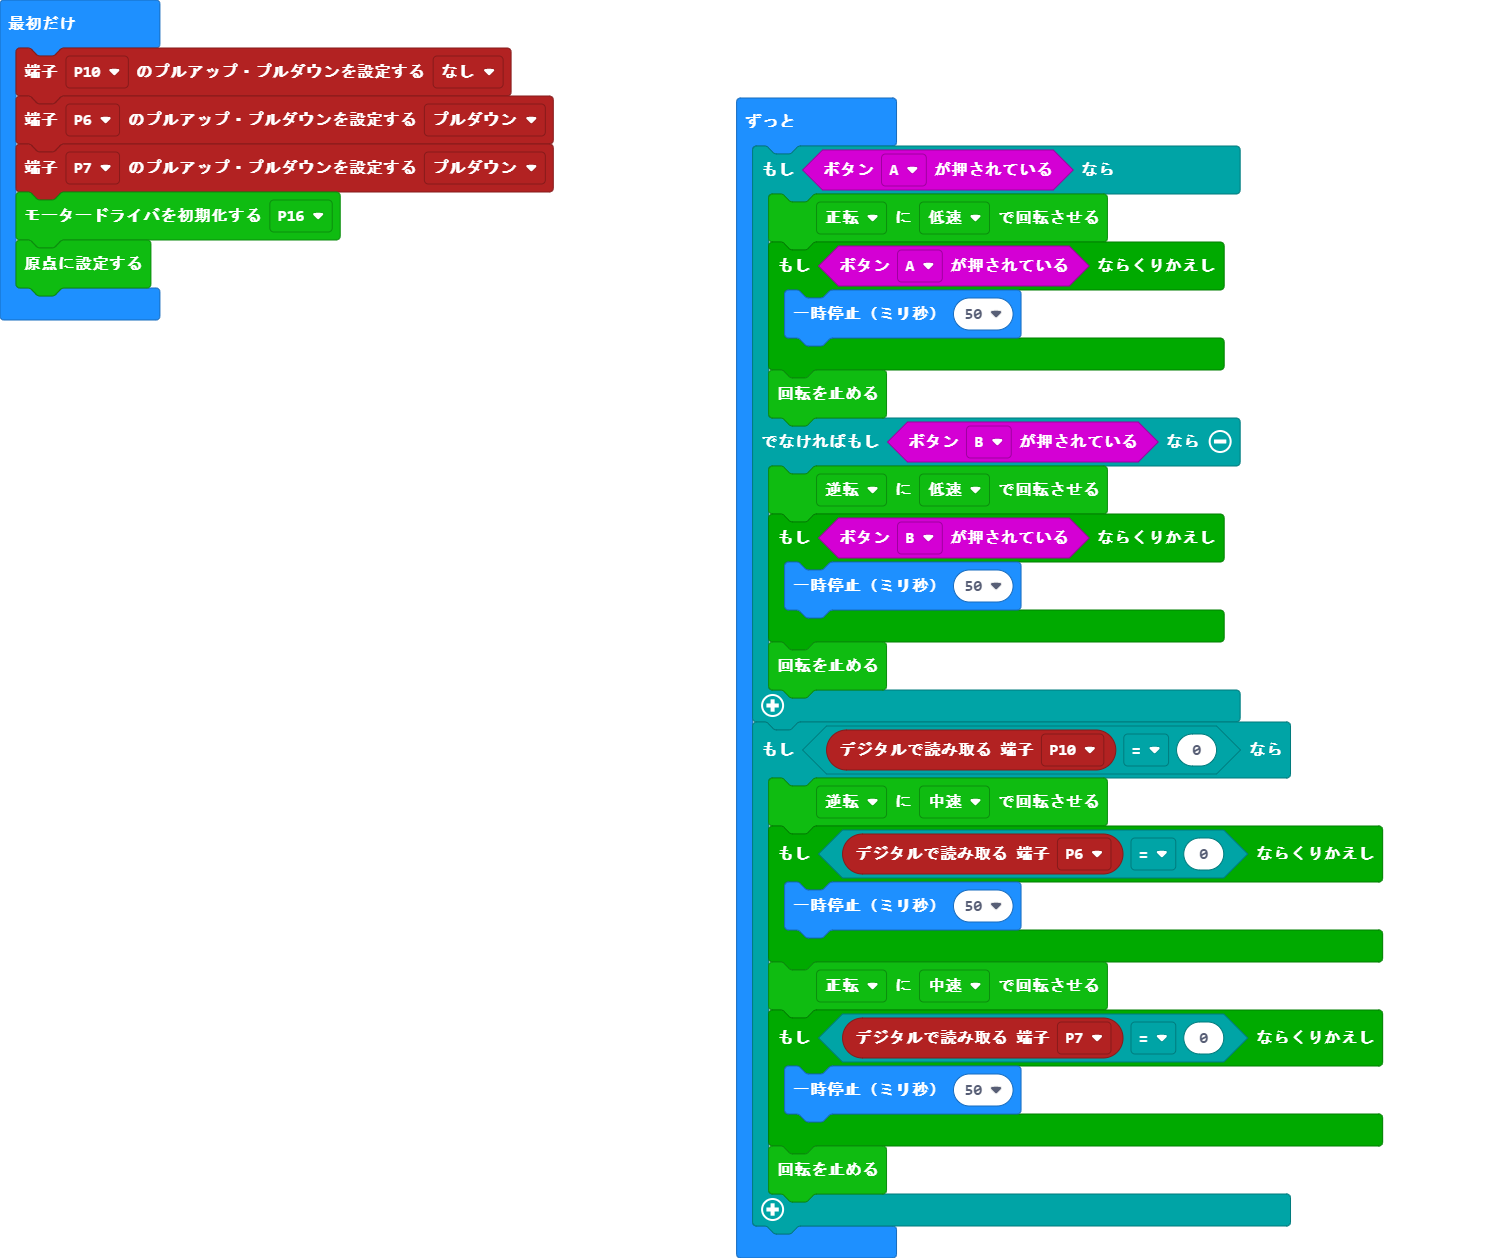 最初だけ
端子 P10 のプルアップ・プルダウンを設定する なし
端子 P6 のプルアップ・プルダウンを設定する プルダウン
端子 P7 のプルアップ・プルダウンを設定する プルダウン
モータードライバを初期化する P16
原点に設定する
ずっと
もし ボタン A が押されている なら
正転 に 低速 で回転させる
もし ボタン A が押されている ならくりかえし
一時停止（ミリ秒） 50
回転を止める
でなければもし ボタン B が押されている なら
逆転 に 低速 で回転させる
もし ボタン B が押されている ならくりかえし
一時停止（ミリ秒） 50
回転を止める
もし デジタルで読み取る 端子 P10 = 0 なら
逆転 に 中速 で回転させる
もし デジタルで読み取る 端子 P6 = 0 ならくりかえし
一時停止（ミリ秒） 50
正転 に 中速 で回転させる
もし デジタルで読み取る 端子 P7 = 0 ならくりかえし
一時停止（ミリ秒） 50
回転を止める